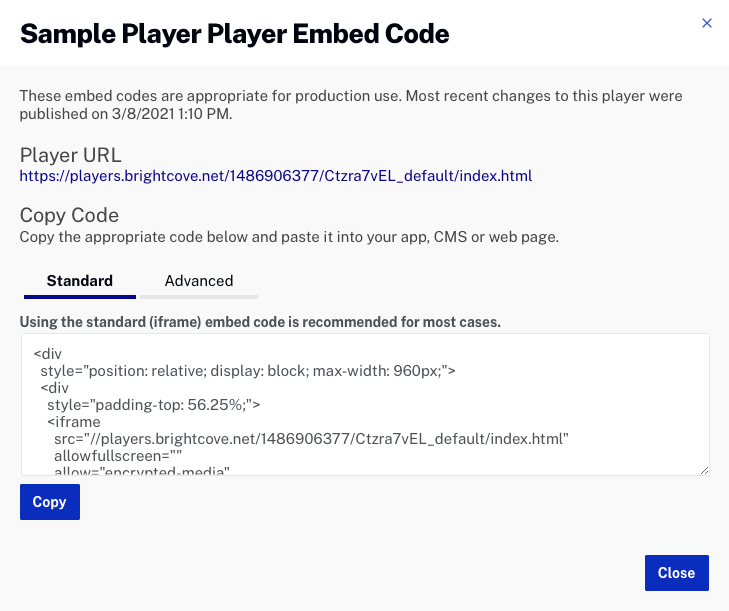 Sample Player Player Embed Code
These embed codes are appropriate for production use. Most recent changes to this player were
published on 3/8/2021 1:10 PM.
Player URL
https://players.brightcove.net/1486906377/Ctzra7vEL_default/index.html
Copy Code
Copy the appropriate code below and paste it into your app, CMS or web page.
Standard Advanced
Using the standard (iframe) embed code is recommended for most cases.
<div
style="position: relative; display: block; max-width: 960px;">
<div
style="padding-top: 56.25%;">
<iframe
src="//players.brightcove.net/1486906377/Ctzra7vEL_default/index.html"
allowfullscreen=""
allow="encrypted-media"
Copy
Close